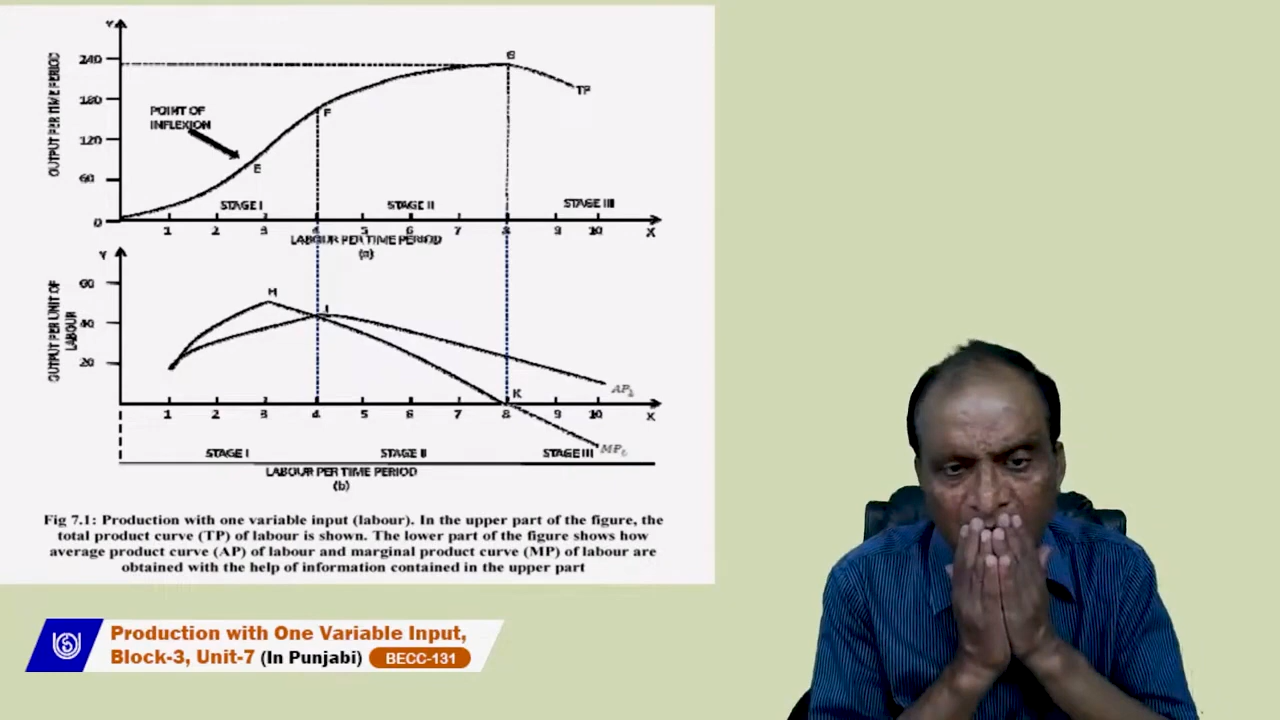 Y
240
180
120
60
0
OUTPUT PER TIME PERIOD
POINT OF
INFLEXION
E
F
G
TP
STAGE I
STAGE II
STAGE III
1 2 3 4 5 6 7 8 9 10 X
LABOUR PER TIME PERIOD
(a)
Y
60
40
20
OUTPUT PER UNIT OF
LABOUR
H
I
K
AP
MP
1 2 3 4 5 6 7 8 9 10 X
STAGE I
STAGE II
STAGE III
LABOUR PER TIME PERIOD
(b)
Fig 7.1: Production with one variable input (labour). In the upper part of the figure, the
total product curve (TP) of labour is shown. The lower part of the figure shows how
average product curve (AP) of labour and marginal product curve (MP) of labour are
obtained with the help of information contained in the upper part
Production with One Variable Input,
Block-3, Unit-7 (In Punjabi) BECC-131